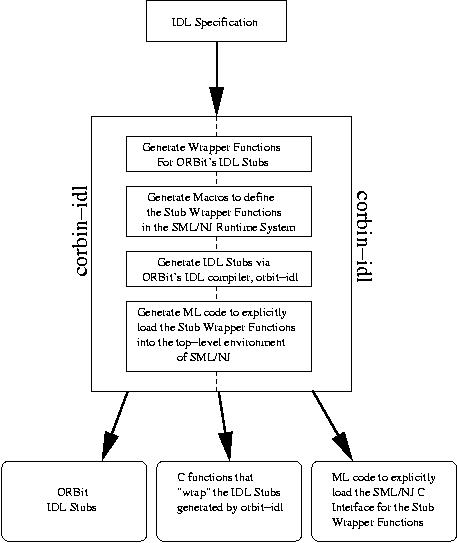 IDL Specification
corbin–idl
Generate Wrapper Functions
For ORBit's IDL Stubs
Generate Macros to define
the Stub Wrapper Functions
in the SML/NJ Runtime System
Generate IDL Stubs via
ORBit's IDL compiler, orbit–idl
Generate ML code to explicitly
load the Stub Wrapper Functions
into the top–level environment
of SML/NJ
corbin–idl
ORBit
IDL Stubs
C functions that
"wrap" the IDL Stubs
generated by orbit–idl
ML code to explicitly
load the SML/NJ C
Interface for the Stub
Wrapper Functions